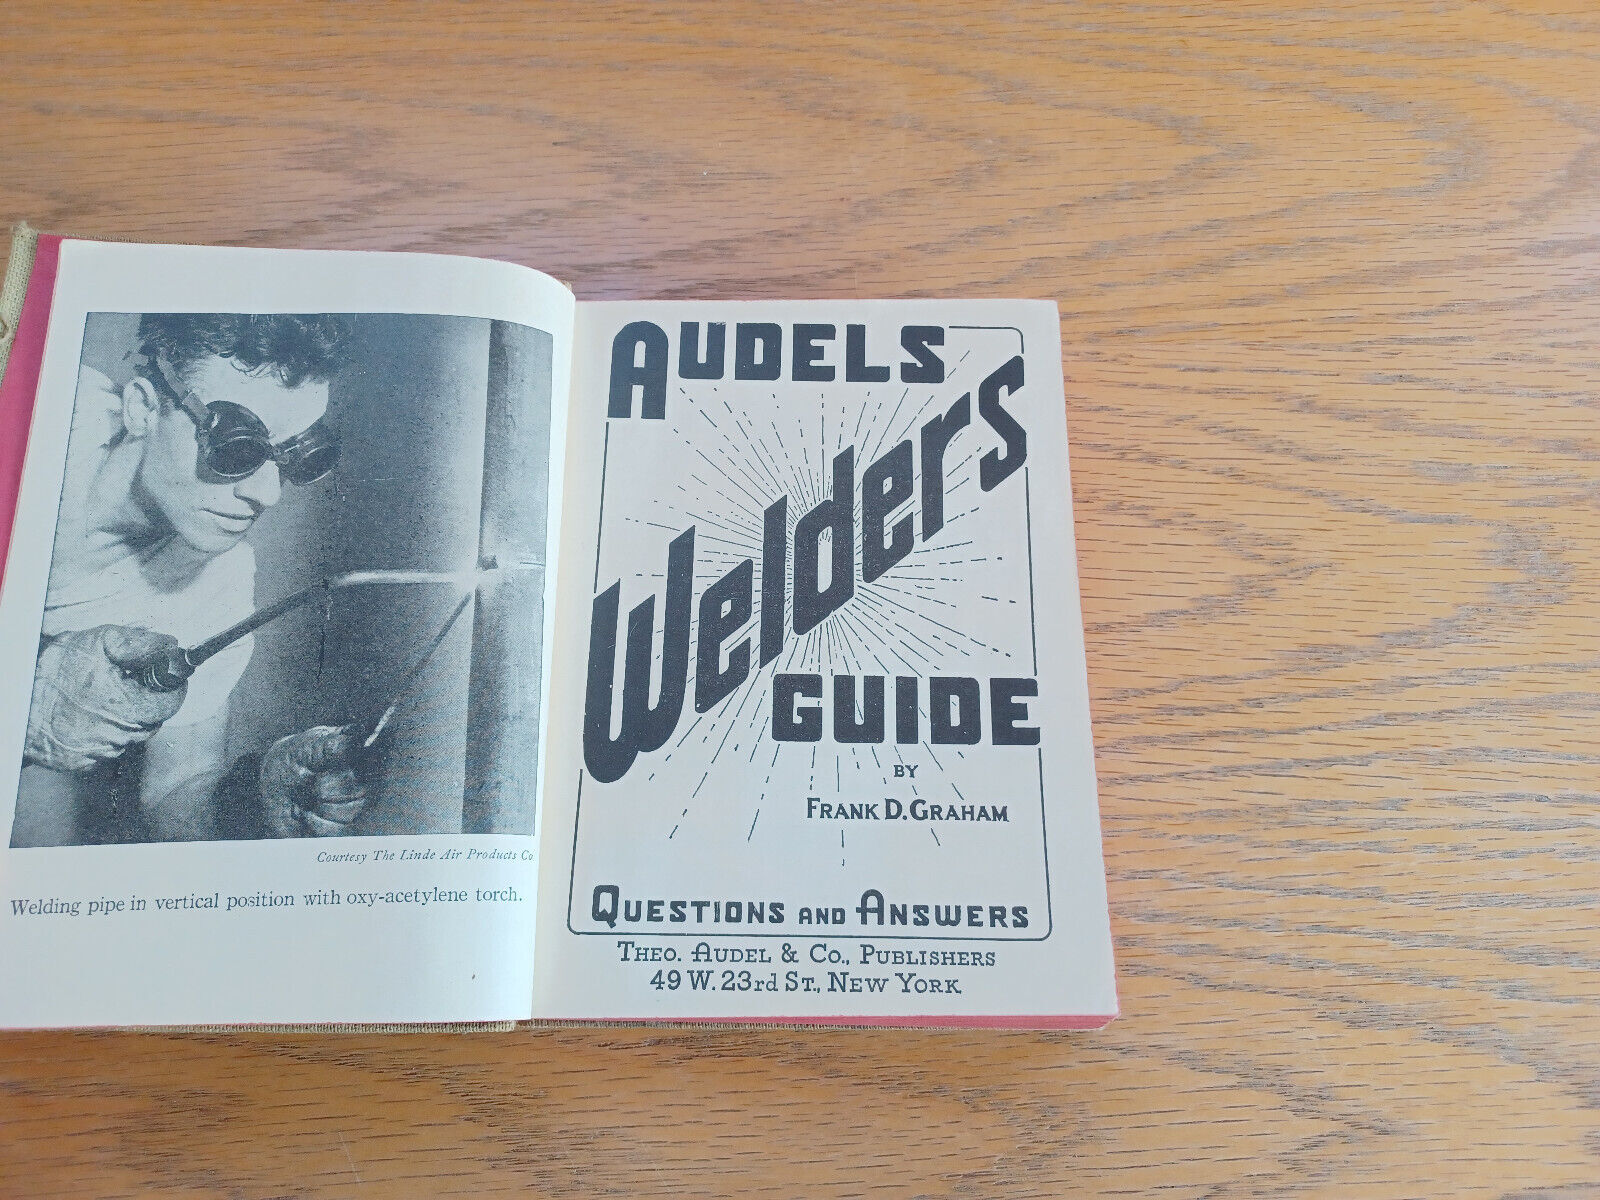 Courtesy The Linde Air Products Co
Welding pipe in vertical position with oxy-acetylene torch.
AUDELS
Welders
GUIDE
BY
FRANK D. GRAHAM
QUESTIONS AND ANSWERS
THEO. AUDEL & CO., PUBLISHERS
49 W. 23rd ST., NEW YORK